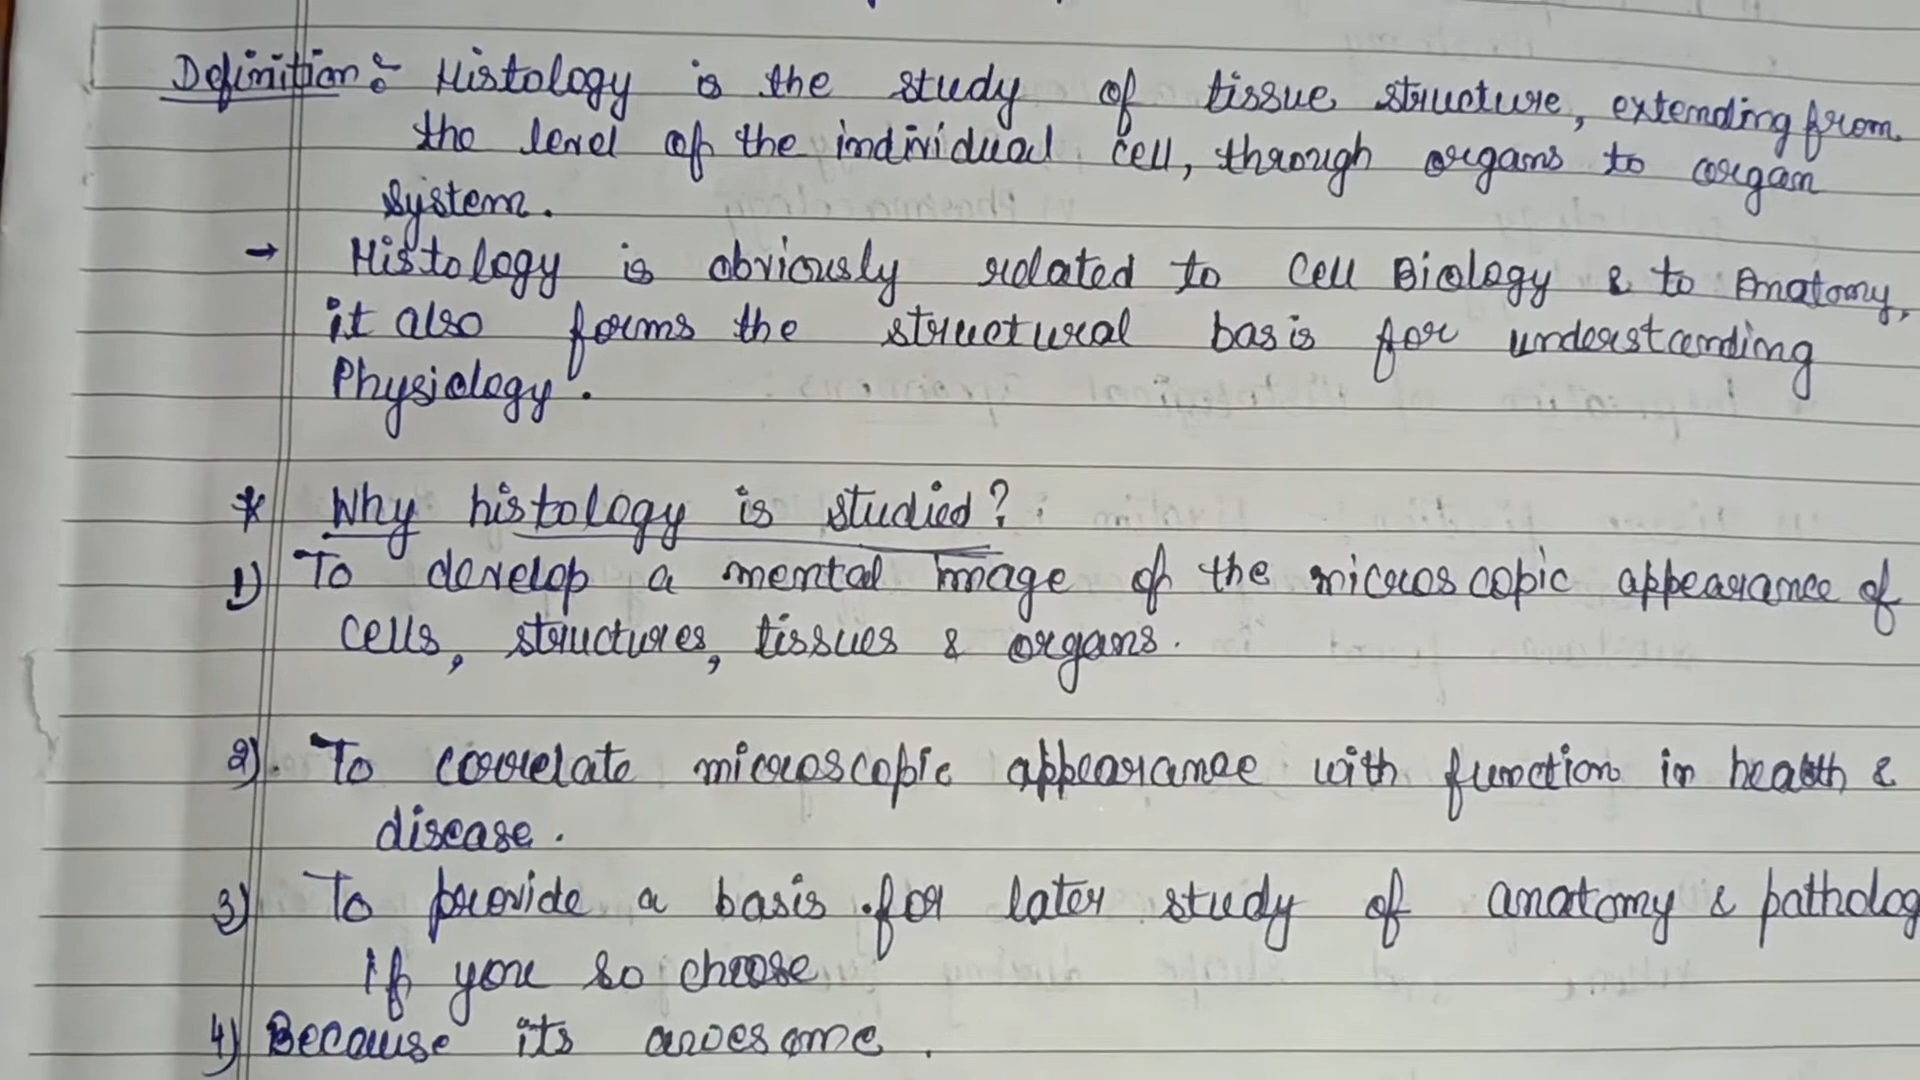 Definition:- Histology is the study of tissue structure, extending from
the level of the individual cell, through organs to organ
system.
→ Histology is obviously related to Cell Biology & to Anatomy,
it also forms the structural basis for understanding
Physiology.
* Why histology is studied?
1) To develop a mental image of the microscopic appearance of
cells, structures, tissues & organs.
2) To correlate microscopic appearance with function in health &
disease.
3) To provide a basis for later study of anatomy & patholog
If you so choose
4) Because its awesome.